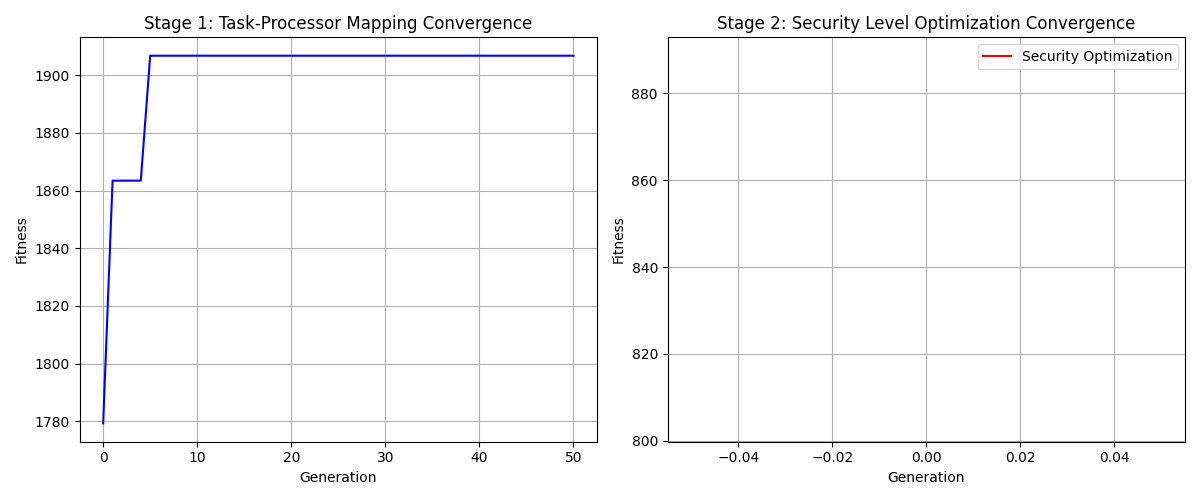 Stage 1: Task-Processor Mapping Convergence
Fitness
1900
1880
1860
1840
1820
1800
1780
0 10 20 30 40 50
Generation
Stage 2: Security Level Optimization Convergence
Security Optimization
Fitness
880
860
840
820
800
−0.04 −0.02 0.00 0.02 0.04
Generation